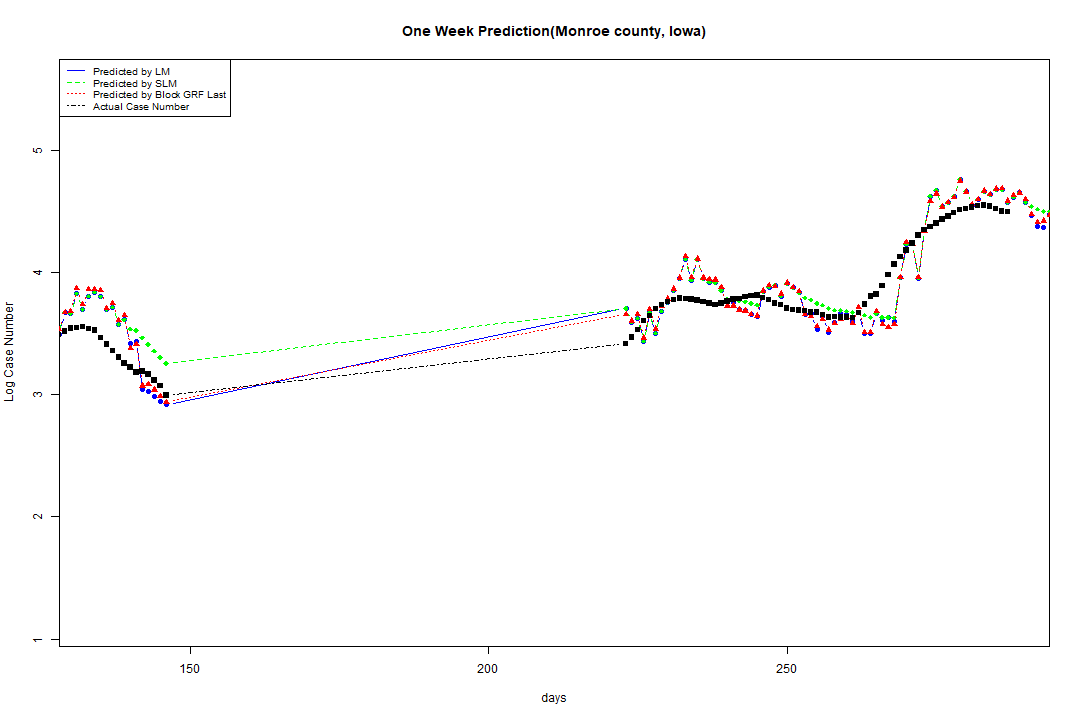 One Week Prediction(Monroe county, Iowa)
Predicted by LM
Predicted by SLM
Predicted by Block GRF Last
Actual Case Number
5
4
3
2
1
Log Case Number
150
200
250
days